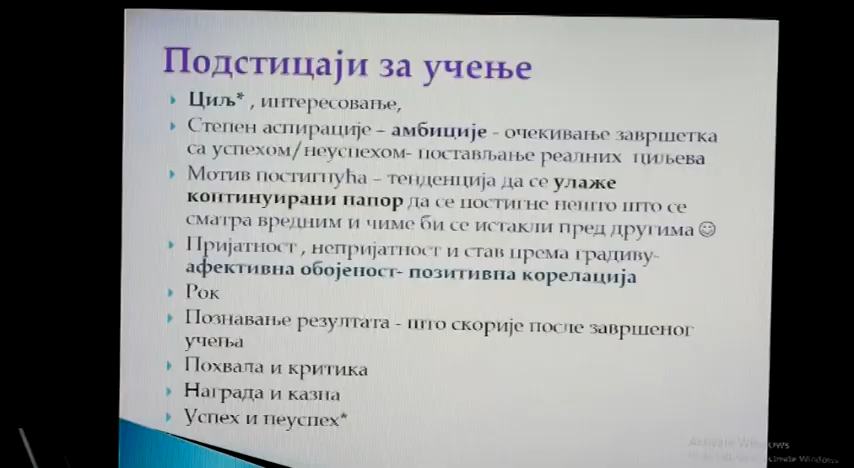 Подстицаји за учење
Циљ* , интересовање,
Степен аспирације – амбиције - очекивање завршетка
са успехом/неуспехом- постављање реалних циљева
Мотив постигнућа – тенденција да се улаже
континуирани напор да се постигне нешто што се
сматра вредним и чиме би се истакли пред другима ☺
Пријатност , непријатност и став према градиву-
афективна обојеност- позитивна корелација
Рок
Познавање резултата - што скорије после завршеног
учења
Похвала и критика
Награда и казна
Успех и неуспех*
Activate Windows